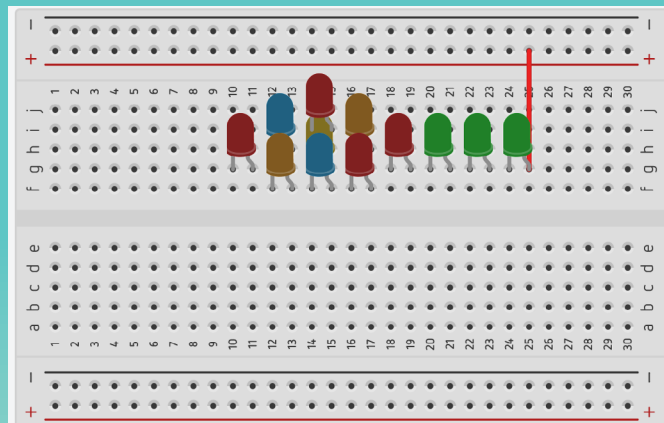 − −
+ +
1 2 3 4 5 6 7 8 9 10 11 12 13 16 17 18 19 20 21 22 23 24 26 27 28 29 30
j j
i i
h h
g g
f f
e e
d d
c c
b b
a a
1 2 3 4 5 6 7 8 9 10 11 12 13 14 15 16 17 18 19 20 21 22 23 24 25 26 27 28 29 30
− −
+ +